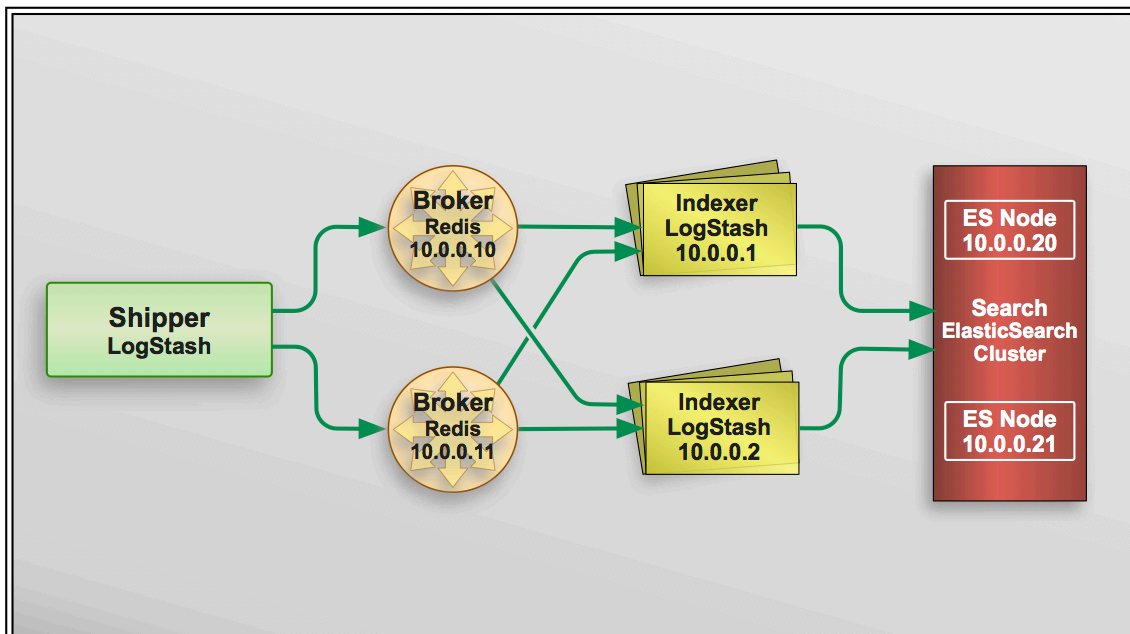 Shipper
LogStash
Broker
Redis
10.0.0.10
Broker
Redis
10.0.0.11
Indexer
LogStash
10.0.0.1
Indexer
LogStash
10.0.0.2
ES Node
10.0.0.20
Search
ElasticSearch
Cluster
ES Node
10.0.0.21